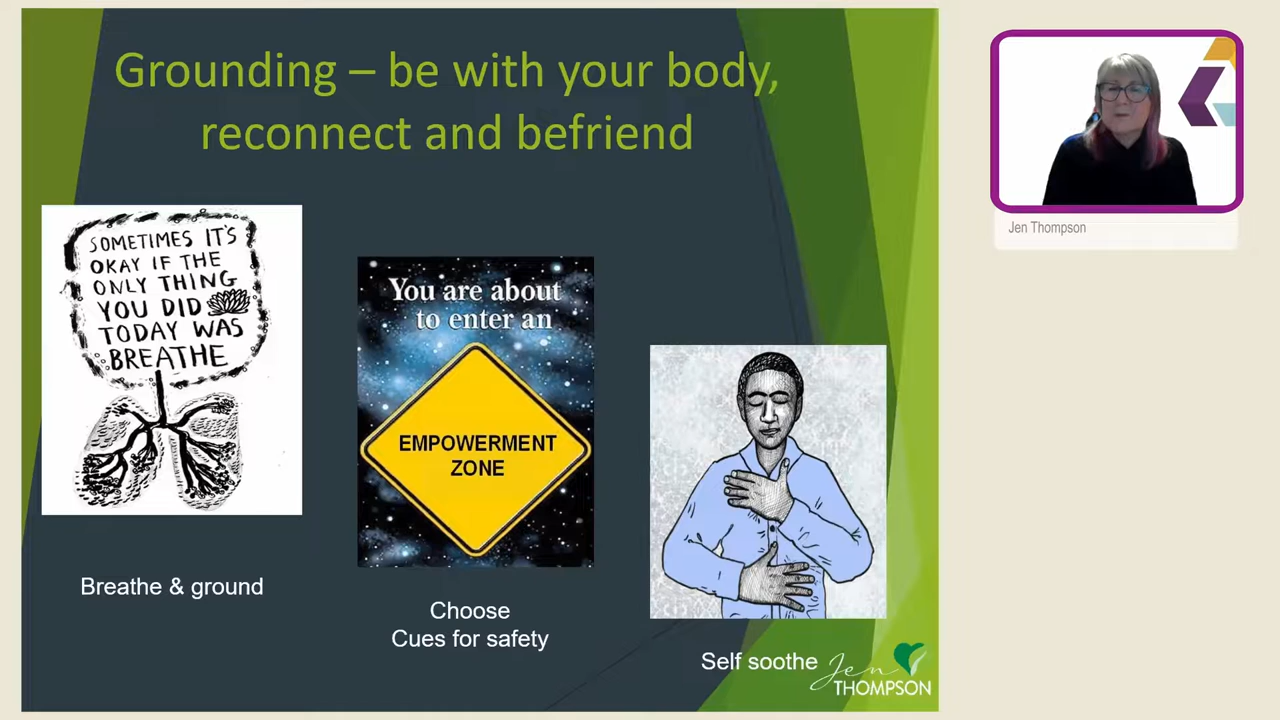 Grounding – be with your body,
reconnect and befriend
SOMETIMES IT'S
OKAY IF THE
ONLY THING
YOU DID
TODAY WAS
BREATHE
Breathe & ground
You are about
to enter an
EMPOWERMENT
ZONE
Choose
Cues for safety
Self soothe
Jen
THOMPSON
Jen Thompson